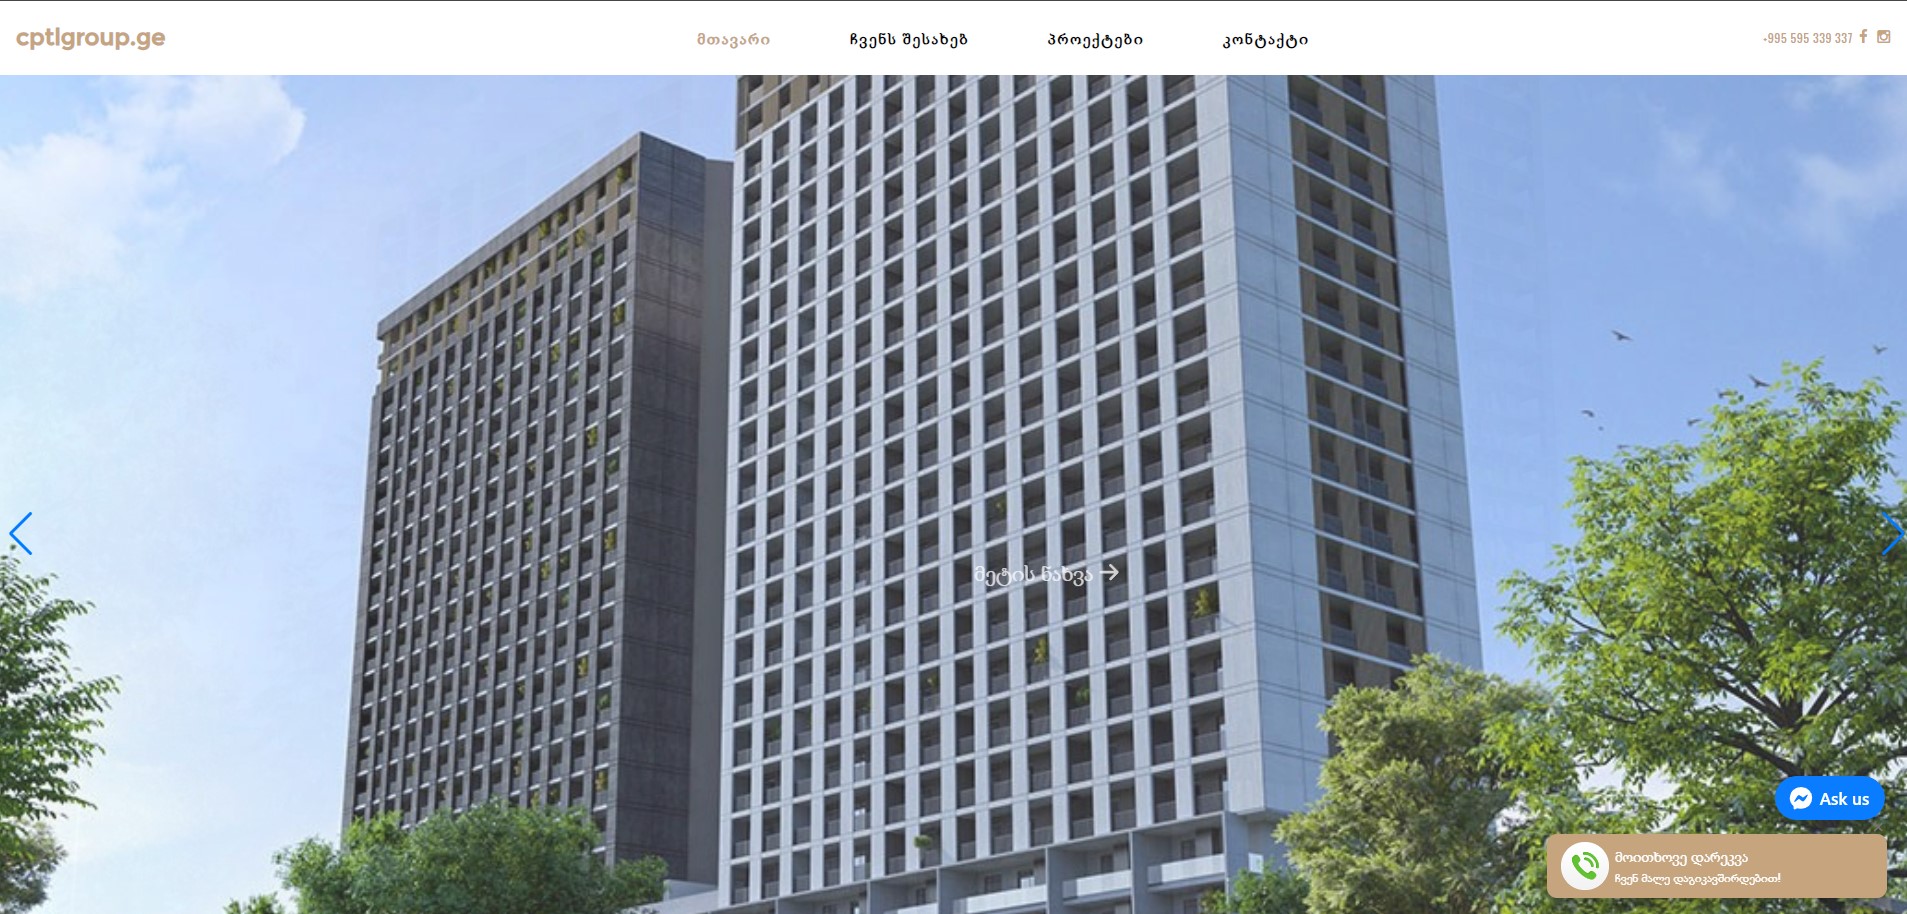 cptlgroup.ge
მთავარი
ჩვენს შესახებ
პროექტები
კონტაქტი
+995 595 339 337
მეტის ნახვა
Ask us
მოითხოვე დარეკვა
ჩვენ მალე დაგიკავშირდებით!